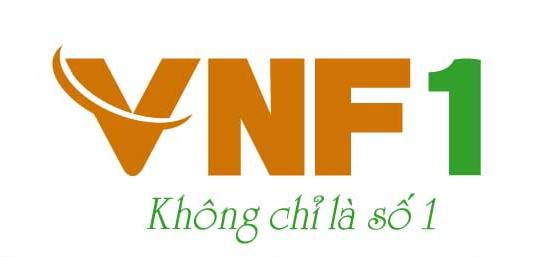 VNF1
Không chỉ là số 1